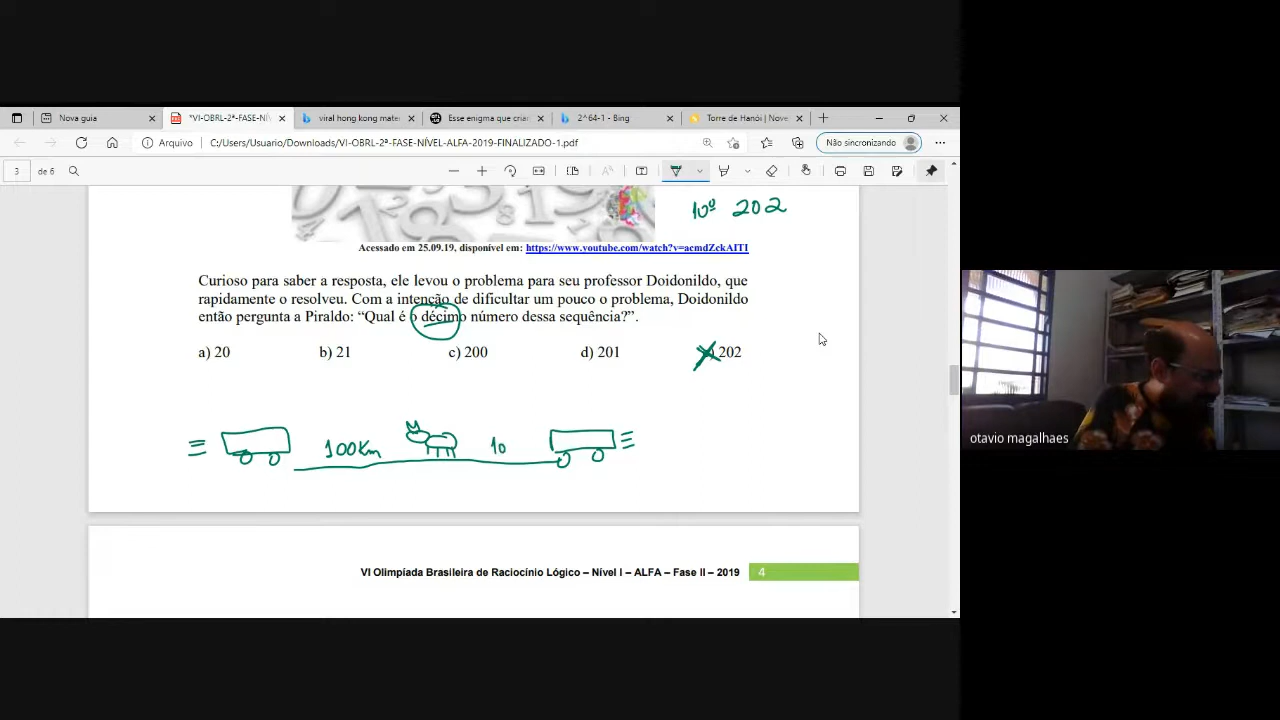 Nova guia
*VI-OBRL-2ª-FASE-NÍ
viral hong kong mate
Esse enigma que crian
2^64-1 - Bing
Torre de Hanói | Nove
Arquivo
C:/Users/Usuario/Downloads/VI-OBRL-2ª-FASE-NÍVEL-ALFA-2019-FINALIZADO-1.pdf
Não sincronizando
3 de 6
10º 202
Acessado em 25.09.19, disponível em: https://www.youtube.com/watch?v=acmdZckAITI
Curioso para saber a resposta, ele levou o problema para seu professor Doidonildo, que
rapidamente o resolveu. Com a intenção de dificultar um pouco o problema, Doidonildo
então pergunta a Piraldo: “Qual é o décimo número dessa sequência?”.
a) 20 b) 21 c) 200 d) 201 202
100Km 10
otavio magalhaes
VI Olimpíada Brasileira de Raciocínio Lógico – Nível I – ALFA – Fase II – 2019 4